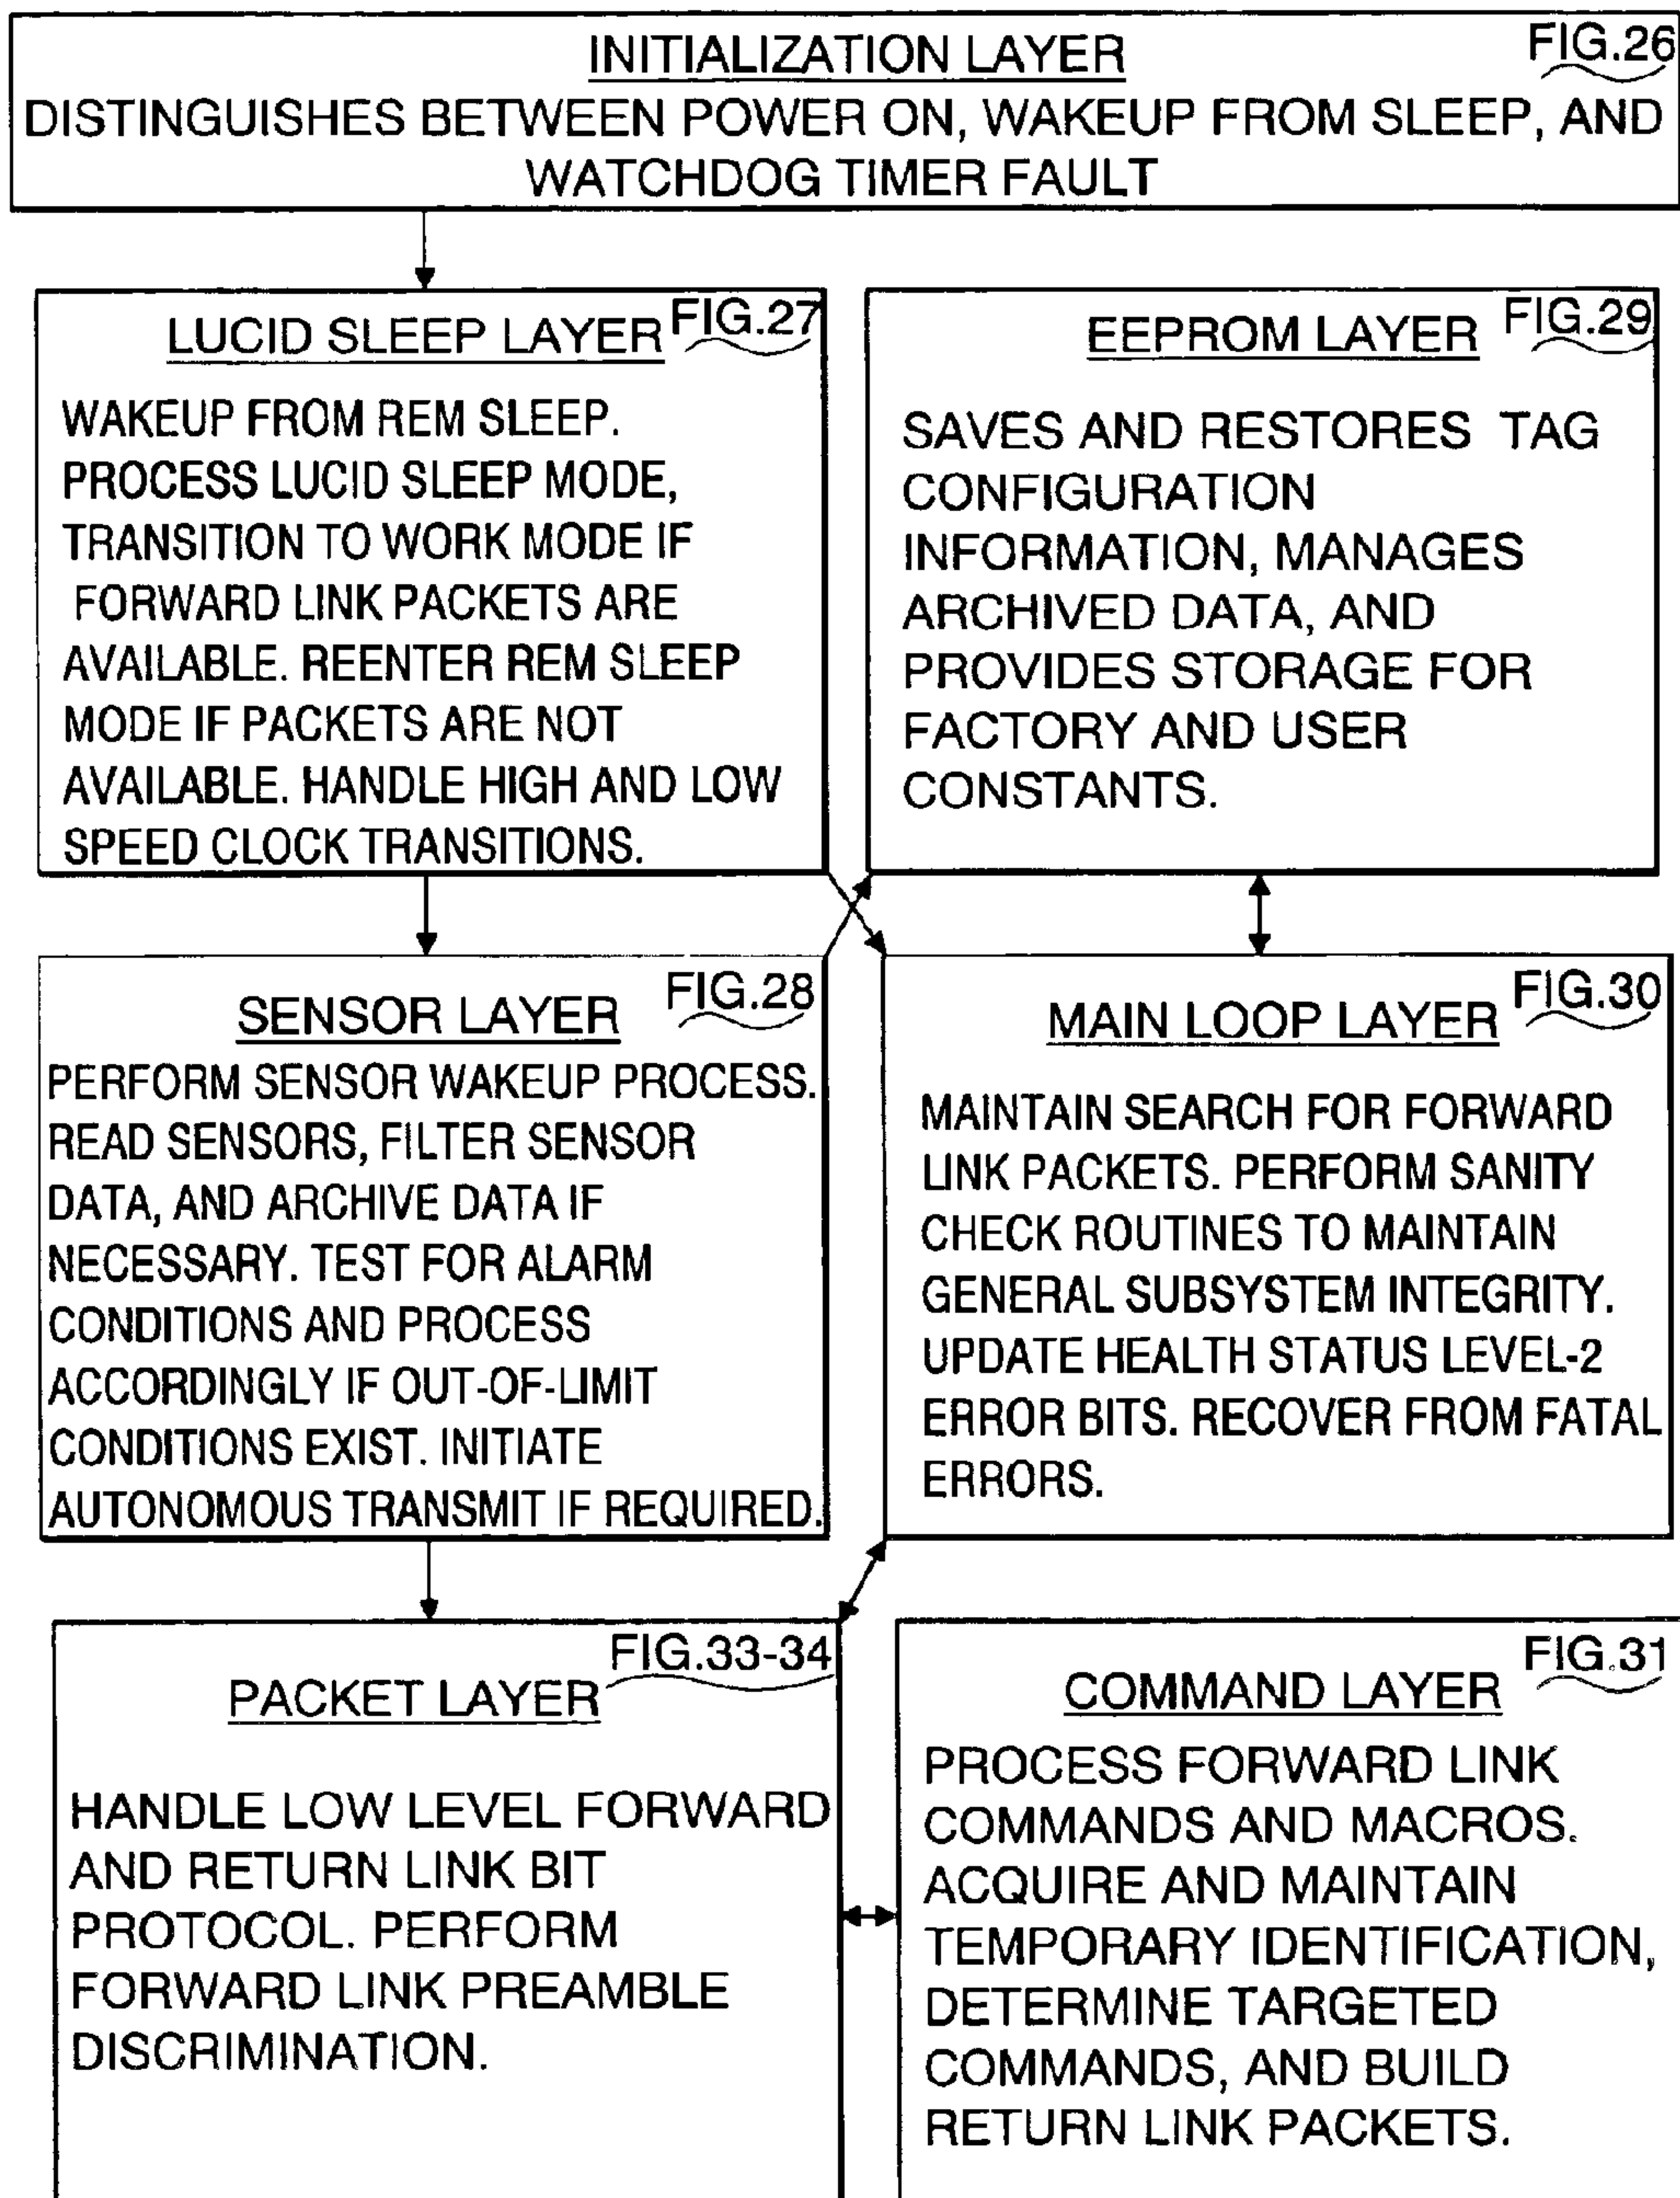 INITIALIZATION LAYER
FIG.26
DISTINGUISHES BETWEEN POWER ON, WAKEUP FROM SLEEP, AND
WATCHDOG TIMER FAULT
LUCID SLEEP LAYER
FIG.27
WAKEUP FROM REM SLEEP.
PROCESS LUCID SLEEP MODE,
TRANSITION TO WORK MODE IF
FORWARD LINK PACKETS ARE
AVAILABLE. REENTER REM SLEEP
MODE IF PACKETS ARE NOT
AVAILABLE. HANDLE HIGH AND LOW
SPEED CLOCK TRANSITIONS.
EEPROM LAYER
FIG.29
SAVES AND RESTORES TAG
CONFIGURATION
INFORMATION, MANAGES
ARCHIVED DATA, AND
PROVIDES STORAGE FOR
FACTORY AND USER
CONSTANTS.
SENSOR LAYER
FIG.28
PERFORM SENSOR WAKEUP PROCESS.
READ SENSORS, FILTER SENSOR
DATA, AND ARCHIVE DATA IF
NECESSARY. TEST FOR ALARM
CONDITIONS AND PROCESS
ACCORDINGLY IF OUT-OF-LIMIT
CONDITIONS EXIST. INITIATE
AUTONOMOUS TRANSMIT IF REQUIRED.
MAIN LOOP LAYER
FIG.30
MAINTAIN SEARCH FOR FORWARD
LINK PACKETS. PERFORM SANITY
CHECK ROUTINES TO MAINTAIN
GENERAL SUBSYSTEM INTEGRITY.
UPDATE HEALTH STATUS LEVEL-2
ERROR BITS. RECOVER FROM FATAL
ERRORS.
PACKET LAYER
FIG.33-34
HANDLE LOW LEVEL FORWARD
AND RETURN LINK BIT
PROTOCOL. PERFORM
FORWARD LINK PREAMBLE
DISCRIMINATION.
COMMAND LAYER
FIG.31
PROCESS FORWARD LINK
COMMANDS AND MACROS.
ACQUIRE AND MAINTAIN
TEMPORARY IDENTIFICATION,
DETERMINE TARGETED
COMMANDS, AND BUILD
RETURN LINK PACKETS.